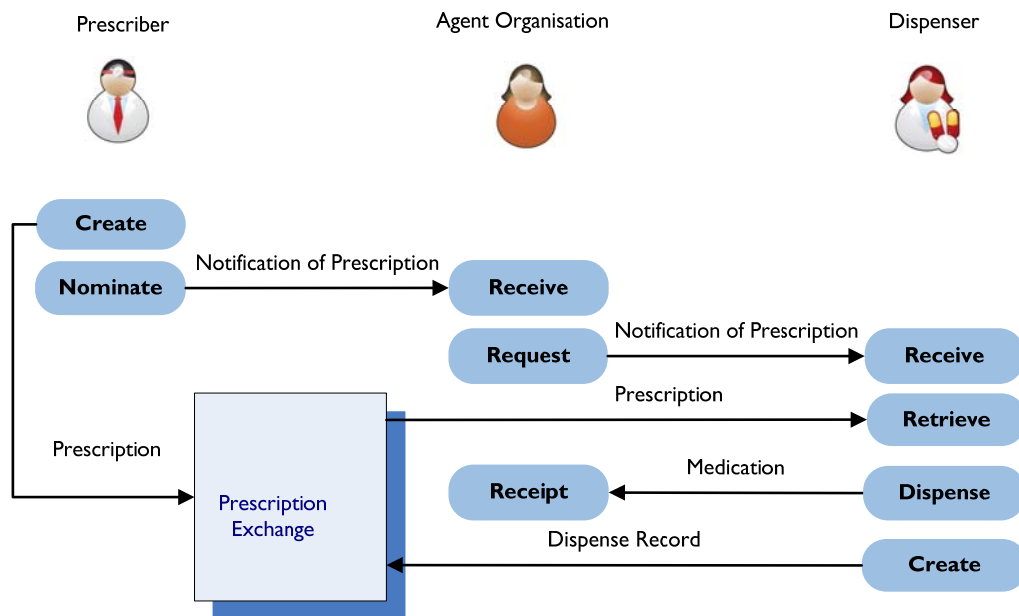 Prescriber
Agent Organisation
Dispenser
Create
Notification of Prescription
Nominate
Receive
Notification of Prescription
Request
Receive
Prescription
Retrieve
Prescription
Medication
Receipt
Dispense
Prescription
Exchange
Dispense Record
Create